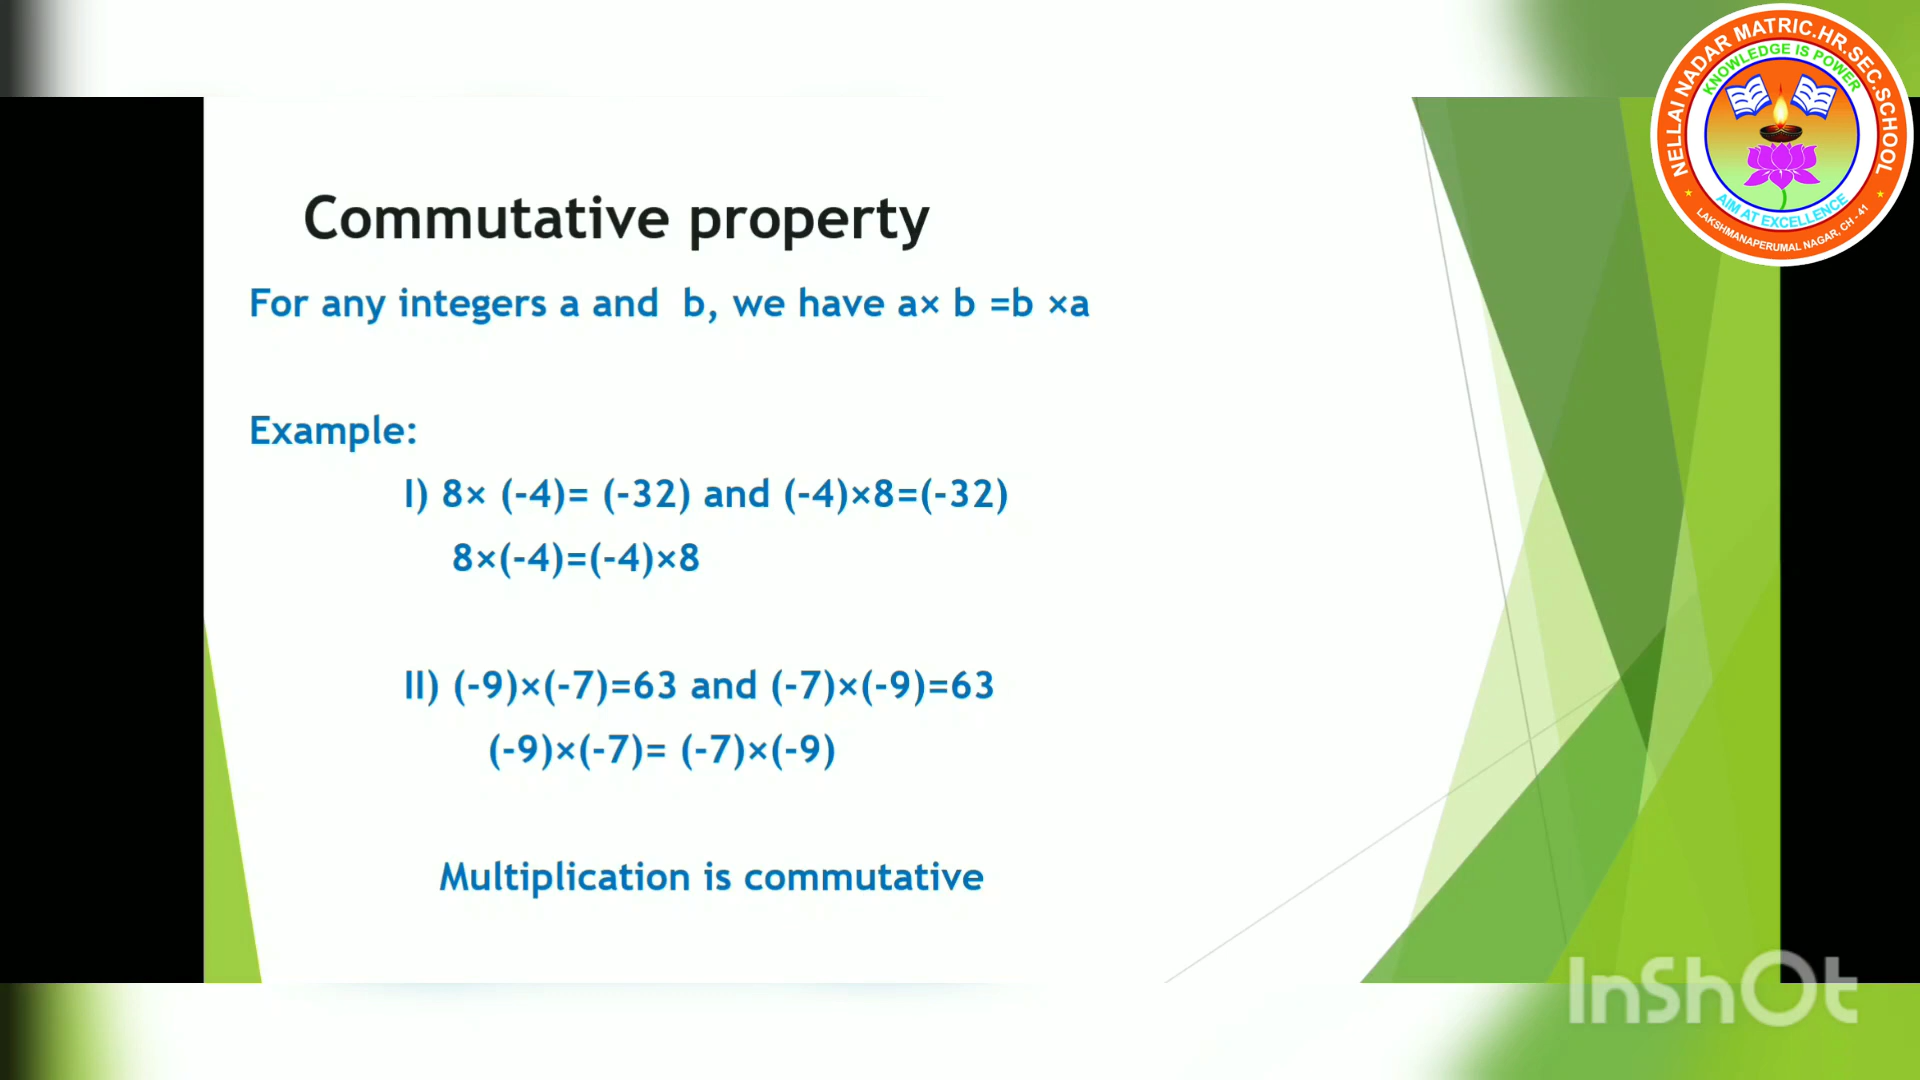 Commutative property
For any integers a and  b, we have a× b =b ×a
Example:
I) 8× (-4)= (-32) and (-4)×8=(-32)
8×(-4)=(-4)×8
II) (-9)×(-7)=63 and (-7)×(-9)=63
(-9)×(-7)= (-7)×(-9)
Multiplication is commutative
NELLAI NADAR MATRIC.HR.SEC.SCHOOL
KNOWLEDGE IS POWER
AIM AT EXCELLENCE
LAKSHMANAPERUMAL NAGAR, CH - 41
InShOt